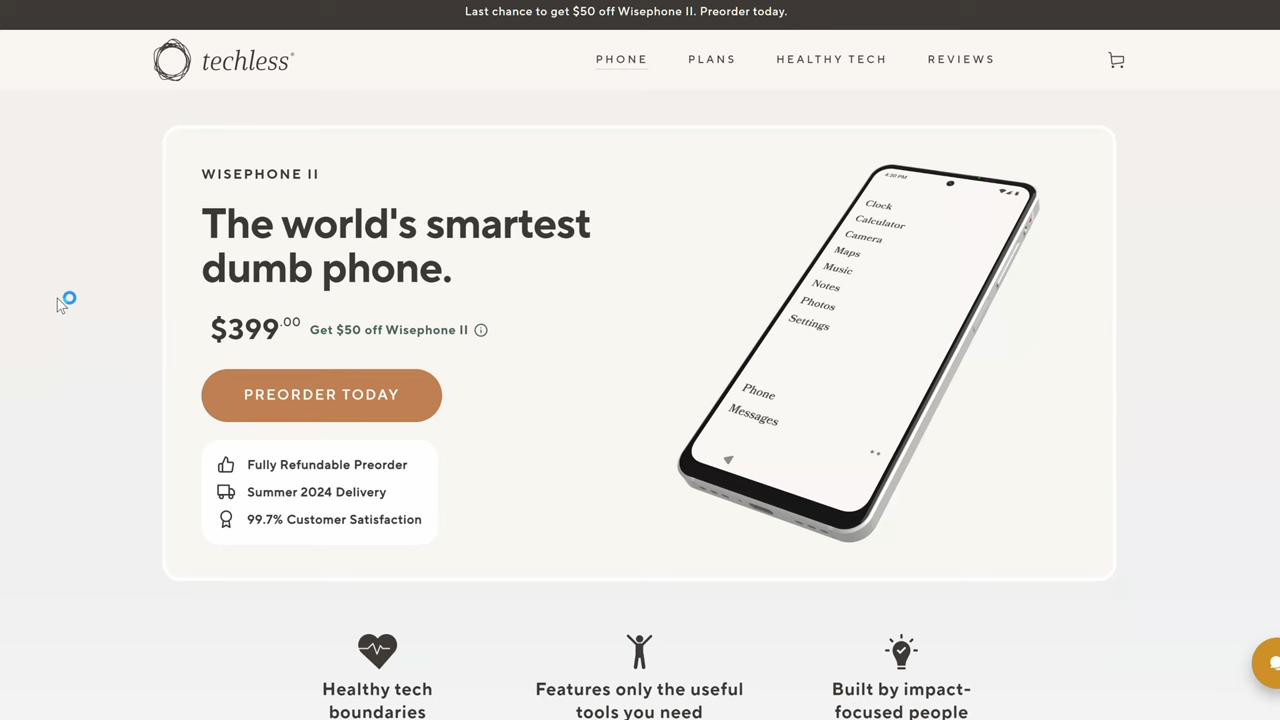 Last chance to get $50 off Wisephone II. Preorder today.
techless®
PHONE
PLANS
HEALTHY TECH
REVIEWS
WISEPHONE II
The world's smartest
dumb phone.
$399.00 Get $50 off Wisephone II
PREORDER TODAY
Fully Refundable Preorder
Summer 2024 Delivery
99.7% Customer Satisfaction
4:20 PM
Clock
Calculator
Camera
Maps
Music
Notes
Photos
Settings
Phone
Messages
Healthy tech
boundaries
Features only the useful
tools you need
Built by impact-
focused people